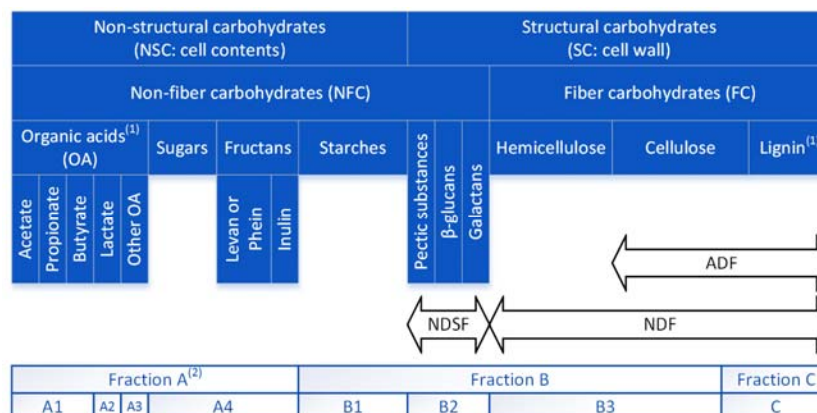 Non-structural carbohydrates
(NSC: cell contents)
Structural carbohydrates
(SC: cell wall)
Non-fiber carbohydrates (NFC)
Fiber carbohydrates (FC)
Organic acids(1)
(OA)
Sugars
Fructans
Starches
Hemicellulose
Cellulose
Lignin(1)
Acetate
Propionate
Butyrate
Lactate
Other OA
Levan or
Phein
Inulin
Pectic substances
β-glucans
Galactans
ADF
NDSF
NDF
Fraction A(2)
Fraction B
Fraction C
A1
A2
A3
A4
B1
B2
B3
C